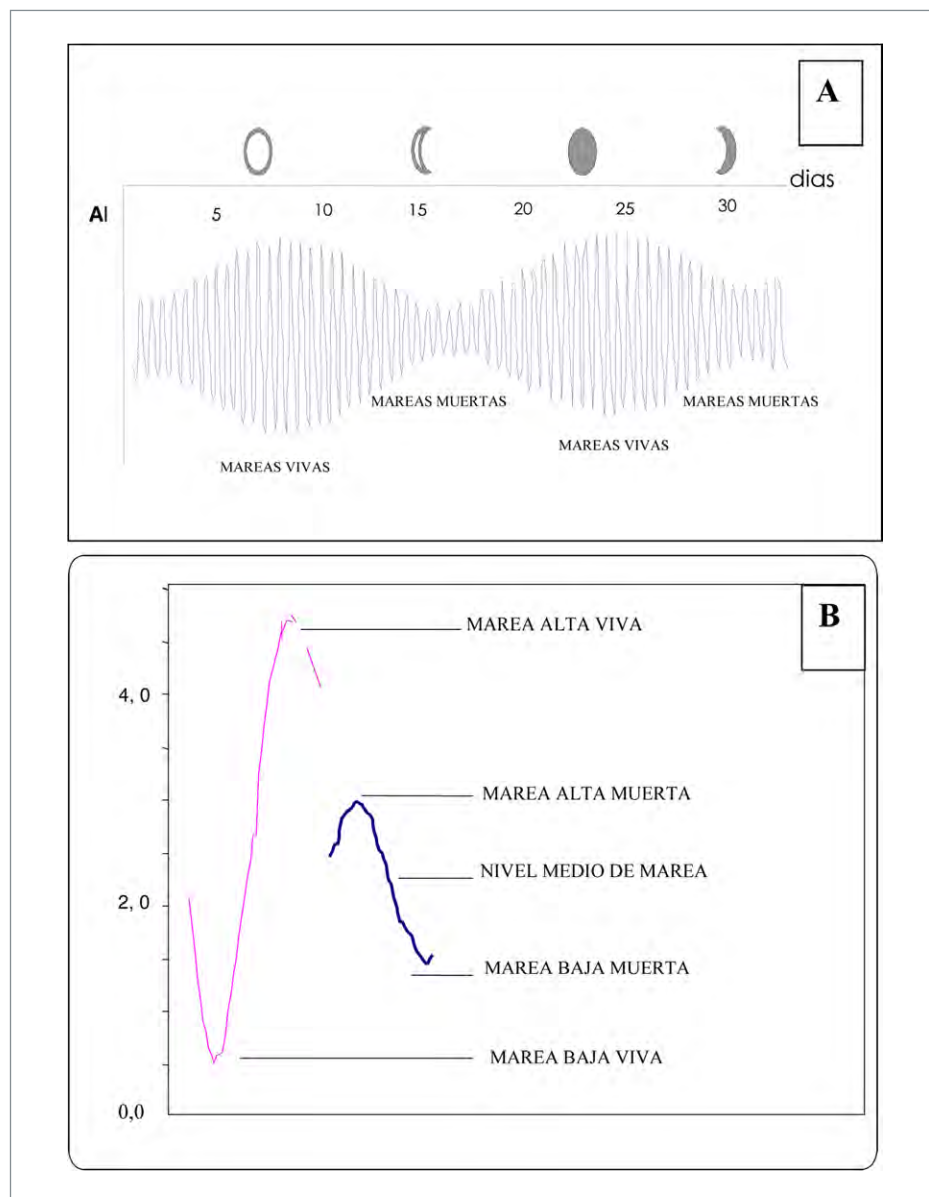 A
dias
Al
5
10
15
20
25
30
MAREAS MUERTAS
MAREAS MUERTAS
MAREAS VIVAS
MAREAS VIVAS
B
MAREA ALTA VIVA
4, 0
MAREA ALTA MUERTA
NIVEL MEDIO DE MAREA
2, 0
MAREA BAJA MUERTA
MAREA BAJA VIVA
0,0